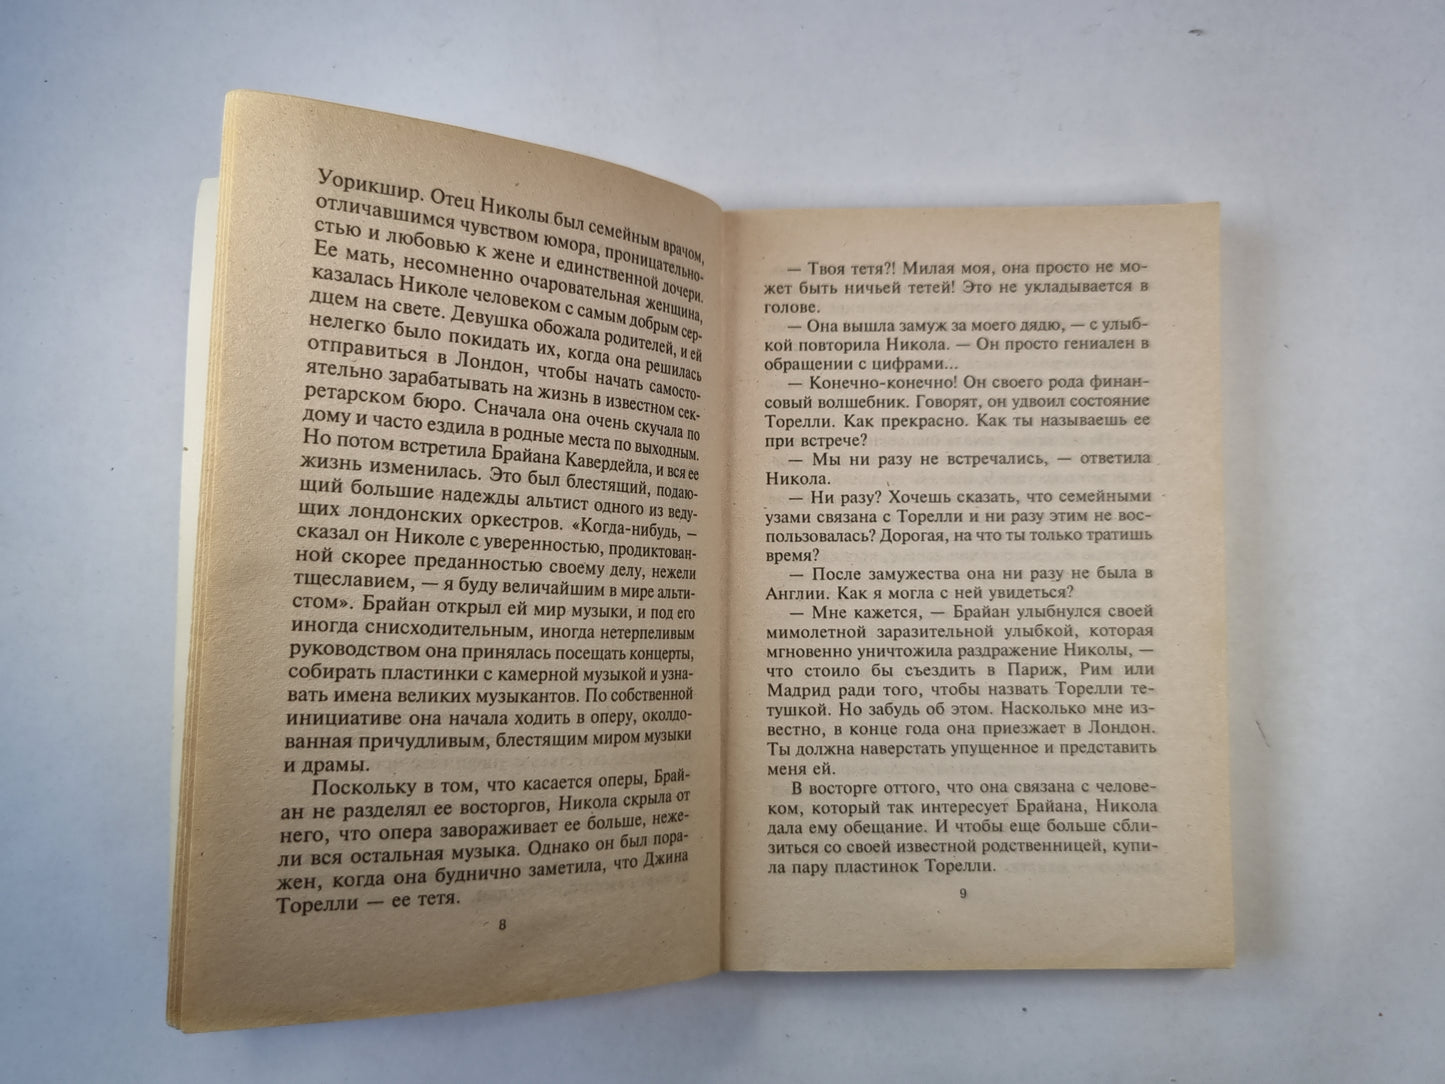 Уорикшир. Отец Николы был семейным врачом,
отличавшимся чувством юмора, проницательно-
стью и любовью к жене и единственной дочери.
Ее мать, несомненно очаровательная женщина,
казалась Николе человеком с самым добрым сер-
дцем на свете. Девушка обожала родителей, и ей
нелегко было покидать их, когда она решилась
отправиться в Лондон, чтобы начать самосто-
ятельно зарабатывать на жизнь в известном сек-
ретарском бюро. Сначала она очень скучала по
дому и часто ездила в родные места по выходным.
Но потом встретила Брайана Кавердейла, и вся ее
жизнь изменилась. Это был блестящий, подаю-
щий большие надежды альтист одного из веду-
щих лондонских оркестров. «Когда-нибудь, —
сказал он Николе с уверенностью, продиктован-
ной скорее преданностью своему делу, нежели
тщеславием, — я буду величайшим в мире альти-
стом». Брайан открыл ей мир музыки, и под его
иногда снисходительным, иногда нетерпеливым
руководством она принялась посещать концерты,
собирать пластинки с камерной музыкой и узна-
вать имена великих музыкантов. По собственной
инициативе она начала ходить в оперу, околдо-
ванная причудливым, блестящим миром музыки
и драмы.
Поскольку в том, что касается оперы, Брай-
ан не разделял ее восторгов, Никола скрыла от
него, что опера завораживает ее больше, неже-
ли вся остальная музыка. Однако он был пора-
жен, когда она буднично заметила, что Джина
Торелли — ее тетя.
8
— Твоя тетя?! Милая моя, она просто не мо-
жет быть ничьей тетей! Это не укладывается в
голове.
— Она вышла замуж за моего дядю, — с улыб-
кой повторила Никола. — Он просто гениален в
обращении с цифрами...
— Конечно-конечно! Он своего рода финан-
совый волшебник. Говорят, он удвоил состояние
Торелли. Как прекрасно. Как ты называешь ее
при встрече?
— Мы ни разу не встречались, — ответила
Никола.
— Ни разу? Хочешь сказать, что семейными
узами связана с Торелли и ни разу этим не вос-
пользовалась? Дорогая, на что ты только тратишь
время?
— После замужества она ни разу не была в
Англии. Как я могла с ней увидеться?
— Мне кажется, — Брайан улыбнулся своей
мимолетной заразительной улыбкой, которая
мгновенно уничтожила раздражение Николы, —
что стоило бы съездить в Париж, Рим или
Мадрид ради того, чтобы назвать Торелли те-
тушкой. Но забудь об этом. Насколько мне из-
вестно, в конце года она приезжает в Лондон.
Ты должна наверстать упущенное и представить
меня ей.
В восторге оттого, что она связана с челове-
ком, который так интересует Брайана, Никола
дала ему обещание. И чтобы еще больше сбли-
зиться со своей известной родственницей, купи-
ла пару пластинок Торелли.
9